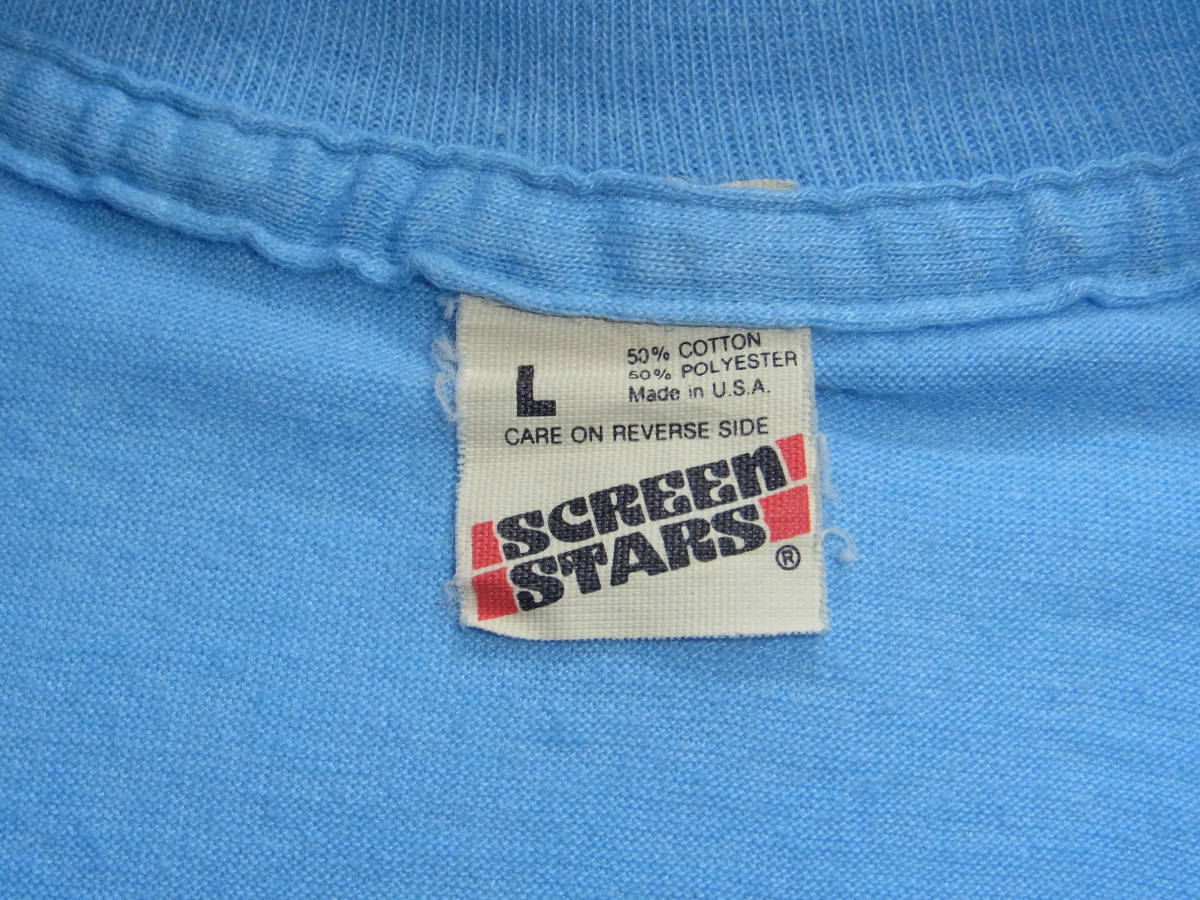 L
50% COTTON
50% POLYESTER
Made in U.S.A.
CARE ON REVERSE SIDE
SCREEN
STARS
®